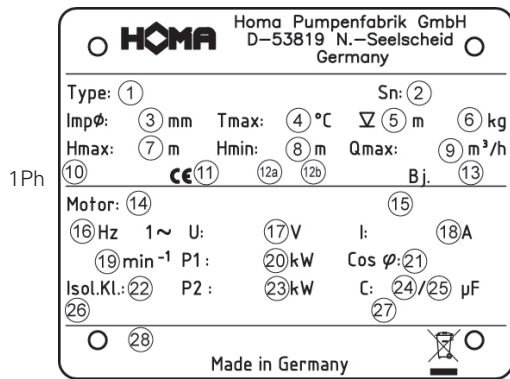 HOMA
Homa Pumpenfabrik GmbH
D-53819 N.-Seelscheid
Germany
Type: 1 Sn: 2
Impø: 3 mm Tmax: 4 °C 5 m 6 kg
Hmax: 7 m Hmin: 8 m Qmax: 9 m³/h
1Ph
10 CE 11 12a 12b Bj. 13
Motor: 14 15
16 Hz 1~ U: 17 V I: 18 A
19 min⁻¹ P1: 20 kW Cos φ: 21
Isol.Kl.: 22 P2: 23 kW C: 24/25 µF
26 27
28
Made in Germany